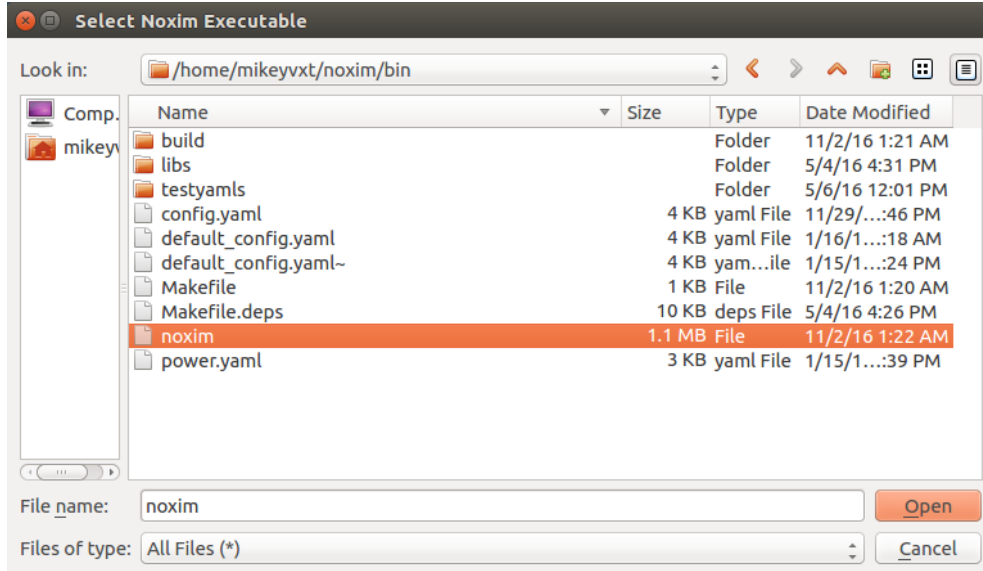 Select Noxim Executable
Look in: /home/mikeyvxt/noxim/bin
Comp. Name Size Type Date Modified
mikeyv build Folder 11/2/16 1:21 AM
libs Folder 5/4/16 4:31 PM
testyamls Folder 5/6/16 12:01 PM
config.yaml 4 KB yaml File 11/29/...:46 PM
default_config.yaml 4 KB yaml File 1/16/1...:18 AM
default_config.yaml~ 4 KB yam...ile 1/15/1...:24 PM
Makefile 1 KB File 11/2/16 1:20 AM
Makefile.deps 10 KB deps File 5/4/16 4:26 PM
noxim 1.1 MB File 11/2/16 1:22 AM
power.yaml 3 KB yaml File 1/15/1...:39 PM
File name: noxim Open
Files of type: All Files (*) Cancel